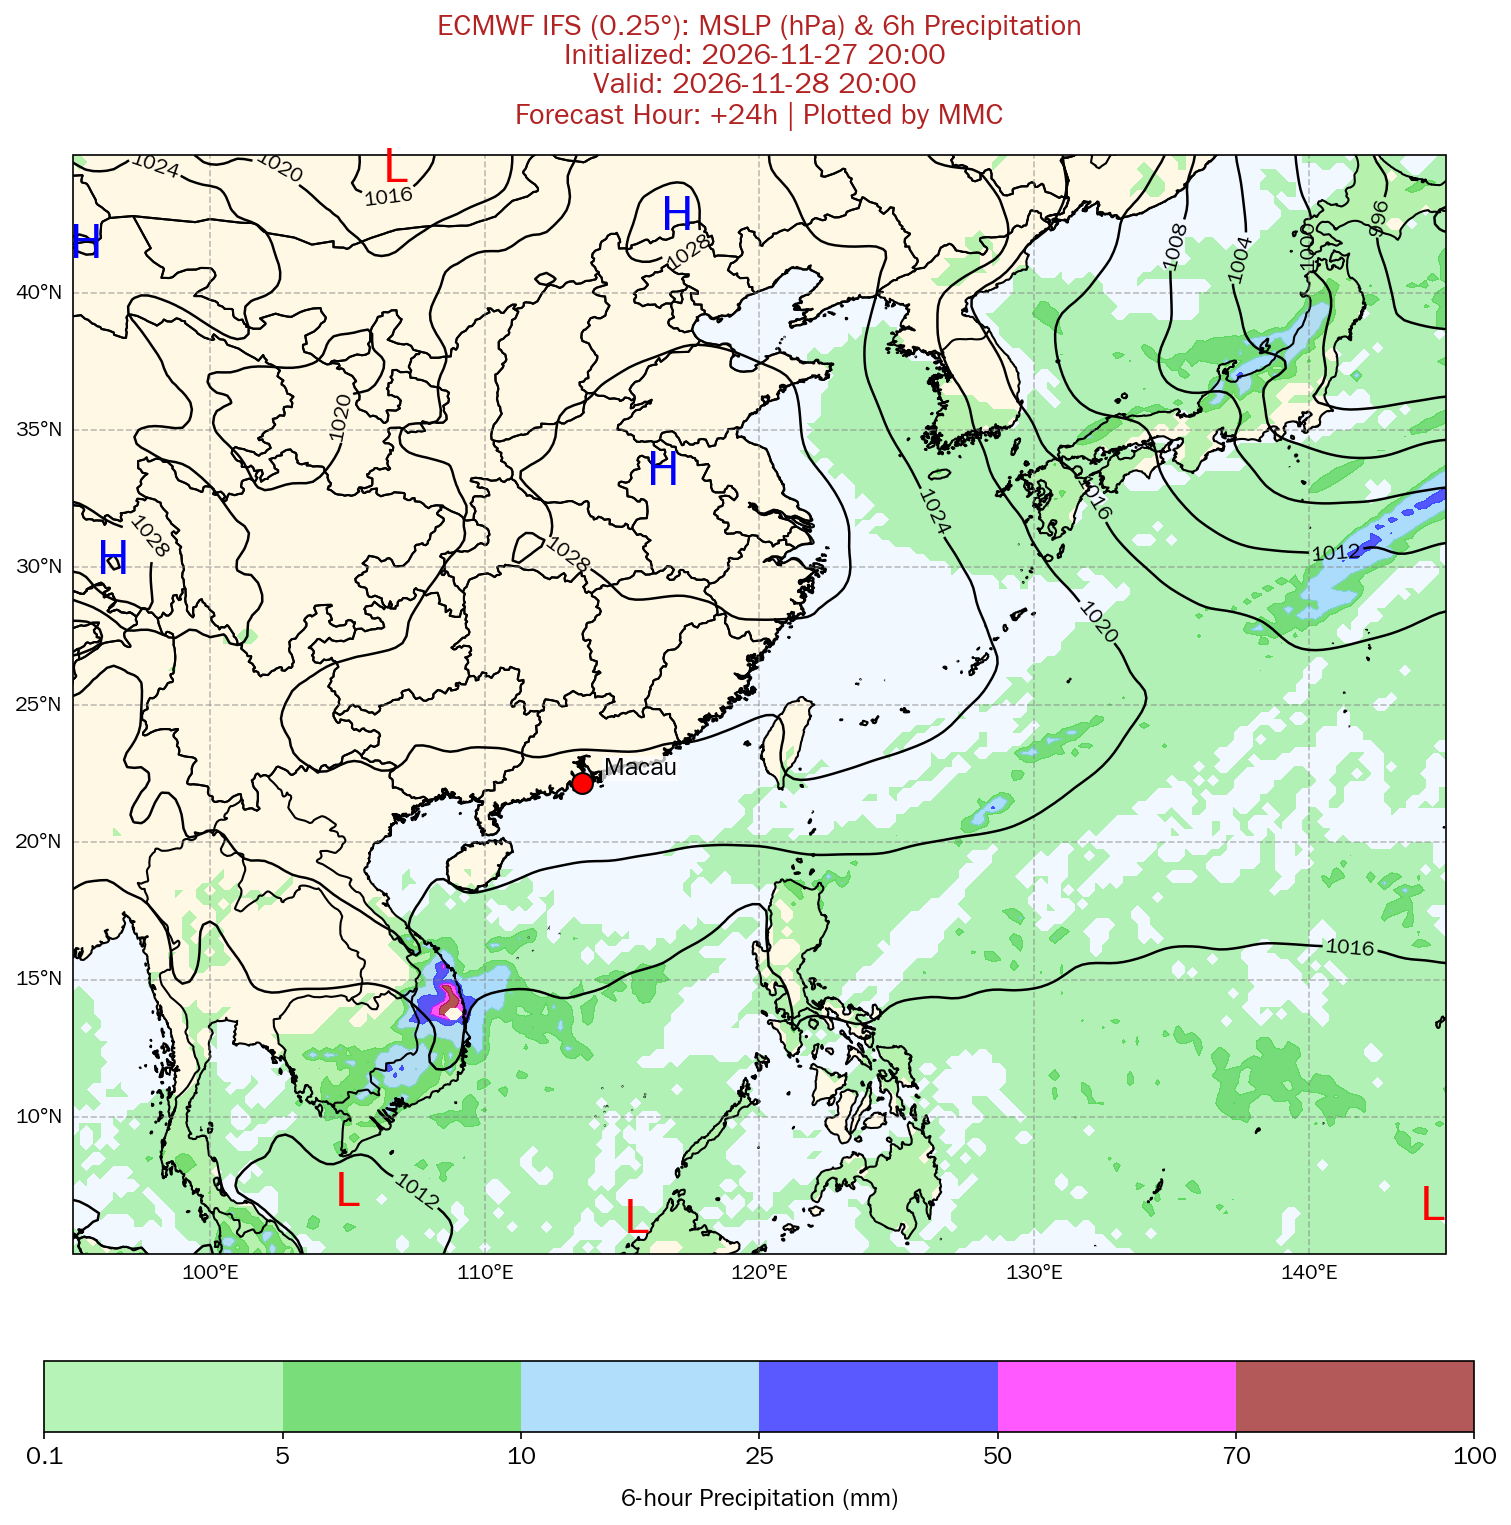 ECMWF IFS (0.25°): MSLP (hPa) & 6h Precipitation
Initialized: 2026-11-27 20:00
Valid: 2026-11-28 20:00
Forecast Hour: +24h | Plotted by MMC
1024
1020
L
1016
H
H
1028
1008
1004
1000
996
40°N
1020
35°N
H
1024
1016
H
1028
1028
1012
30°N
1020
25°N
Macau
20°N
1016
15°N
10°N
L
1012
L
L
100°E
110°E
120°E
130°E
140°E
0.1
5
10
25
50
70
100
6-hour Precipitation (mm)